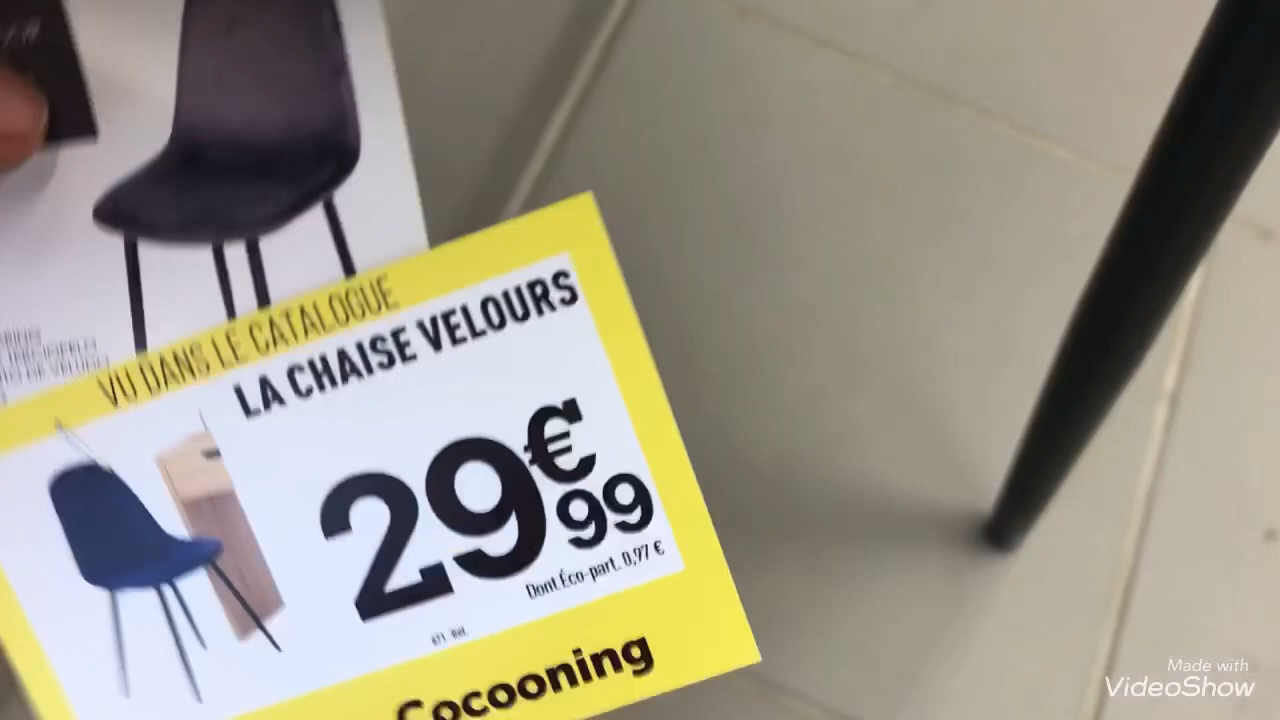 VU DANS LE CATALOGUE
LA CHAISE VELOURS
29€99
Dont Éco-part. 0,97 €
Cocooning
Made with
VideoShow